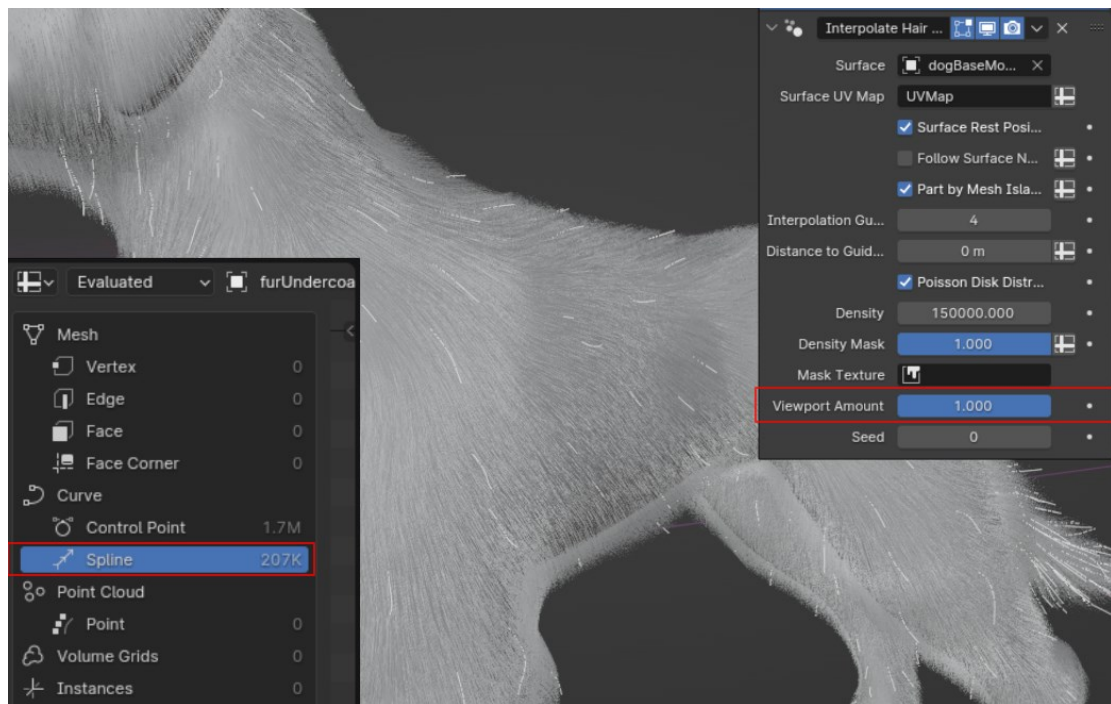 Interpolate Hair ...
Surface dogBaseMo...
Surface UV Map UVMap
Surface Rest Posi...
Follow Surface N...
Part by Mesh Isla...
Interpolation Gu... 4
Distance to Guid... 0 m
Poisson Disk Distr...
Density 150000.000
Density Mask 1.000
Mask Texture
Viewport Amount 1.000
Seed 0
Evaluated furUndercoa
Mesh
Vertex 0
Edge 0
Face 0
Face Corner 0
Curve
Control Point 1.7M
Spline 207K
Point Cloud
Point 0
Volume Grids 0
Instances 0